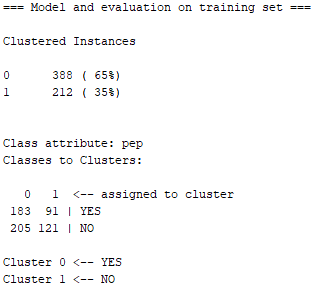 === Model and evaluation on training set ===
Clustered Instances
0       388 ( 65%)
1       212 ( 35%)
Class attribute: pep
Classes to Clusters:
   0   1  <-- assigned to cluster
 183  91 | YES
 205 121 | NO
Cluster 0 <-- YES
Cluster 1 <-- NO